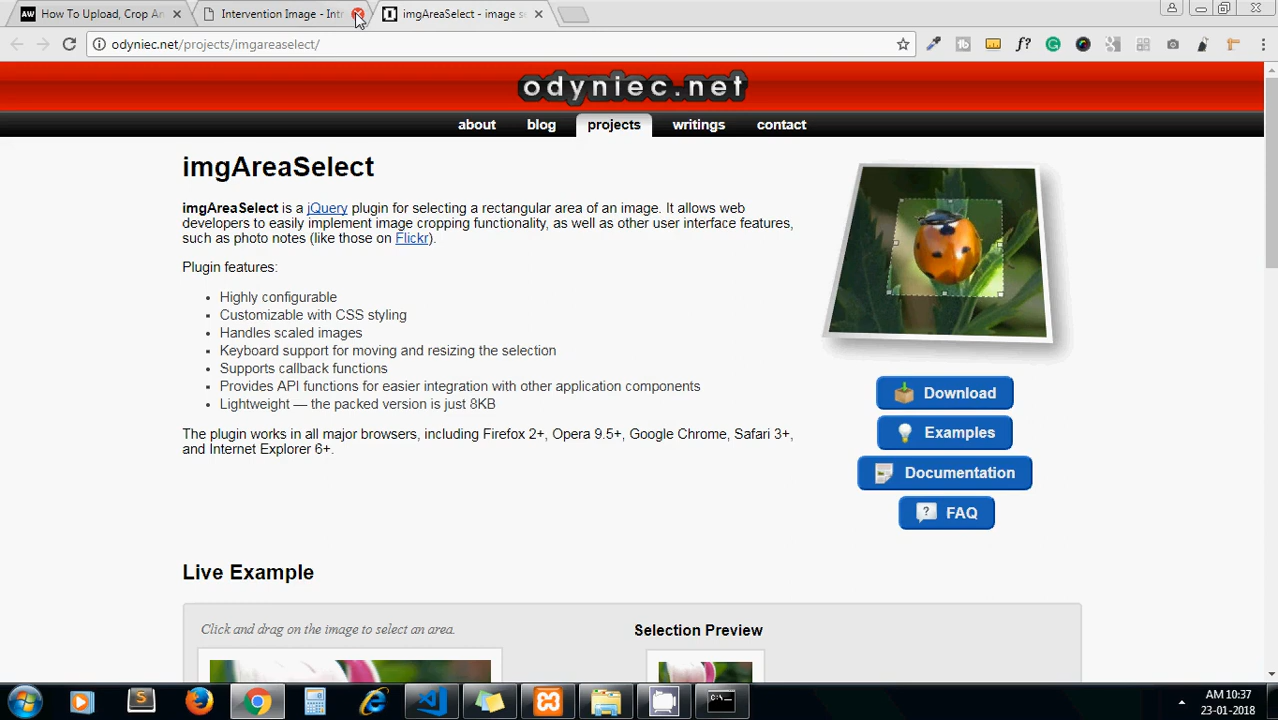 How To Upload, Crop An
Intervention Image - Intr
imgAreaSelect - image se
odyniec.net/projects/imgareaselect/
odyniec.net
about
blog
projects
writings
contact
imgAreaSelect
imgAreaSelect is a jQuery plugin for selecting a rectangular area of an image. It allows web
developers to easily implement image cropping functionality, as well as other user interface features,
such as photo notes (like those on Flickr).
Plugin features:
Highly configurable
Customizable with CSS styling
Handles scaled images
Keyboard support for moving and resizing the selection
Supports callback functions
Provides API functions for easier integration with other application components
Lightweight — the packed version is just 8KB
The plugin works in all major browsers, including Firefox 2+, Opera 9.5+, Google Chrome, Safari 3+,
and Internet Explorer 6+.
Download
Examples
Documentation
FAQ
Live Example
Click and drag on the image to select an area.
Selection Preview
AM 10:37
23-01-2018